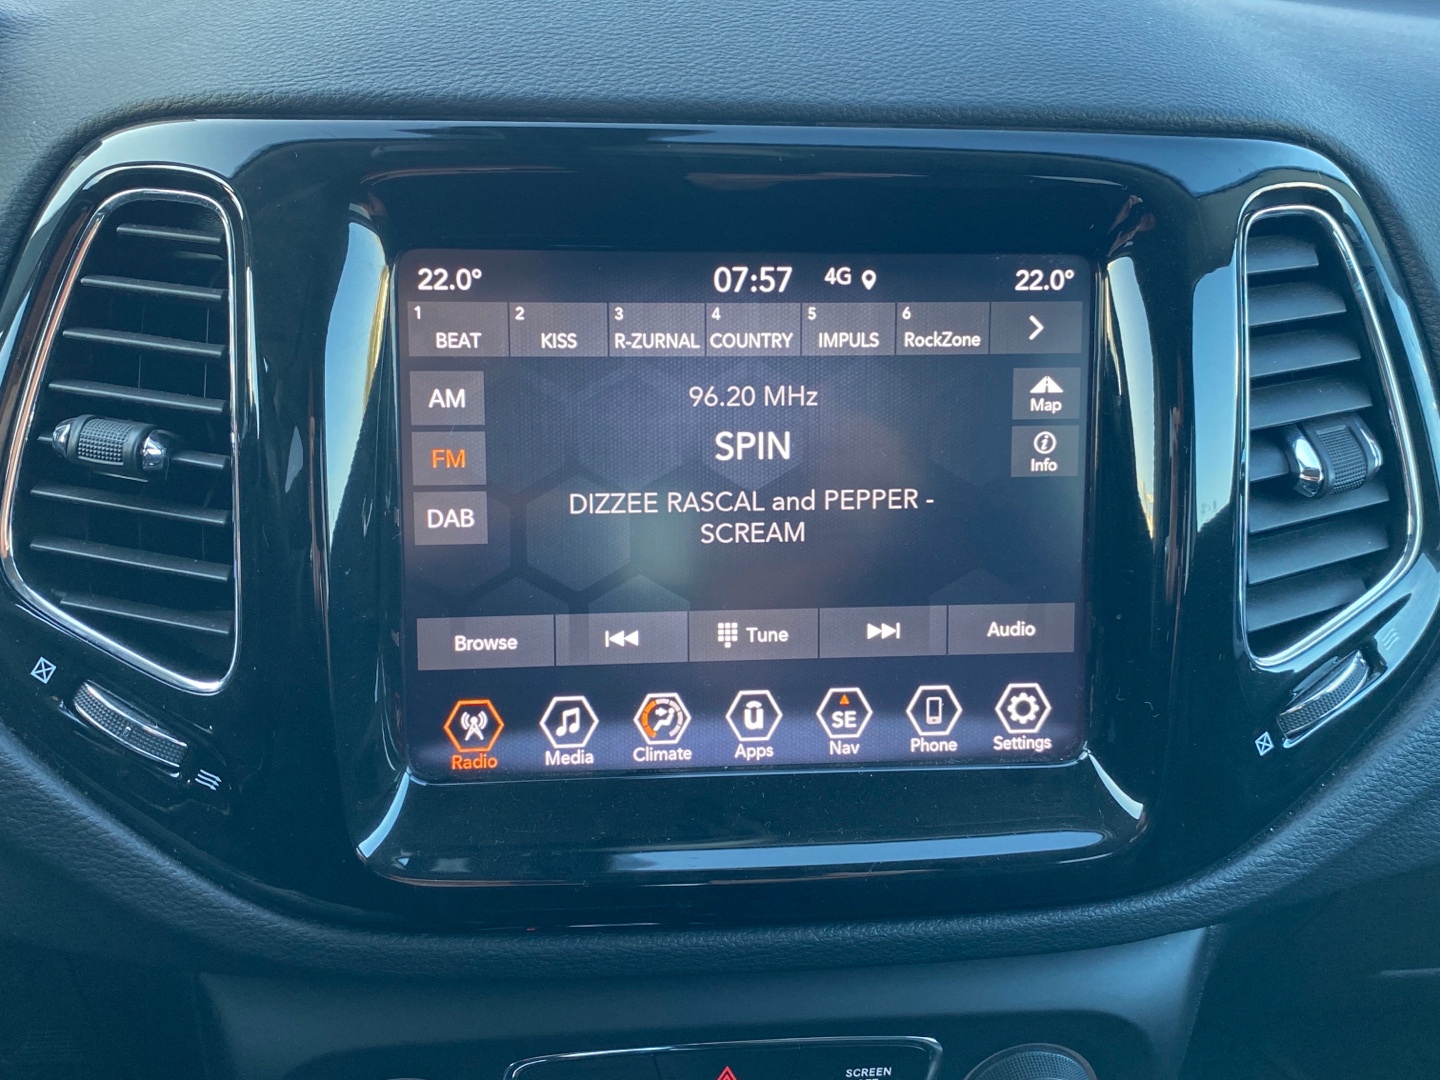 22.0° 07:57 4G 22.0°
1 2 3 4 5 6
BEAT KISS R-ZURNAL COUNTRY IMPULS RockZone
AM 96.20 MHz Map
FM SPIN Info
DAB DIZZEE RASCAL and PEPPER -
SCREAM
Browse Tune Audio
SE
Radio Media Climate Apps Nav Phone Settings
SCREEN